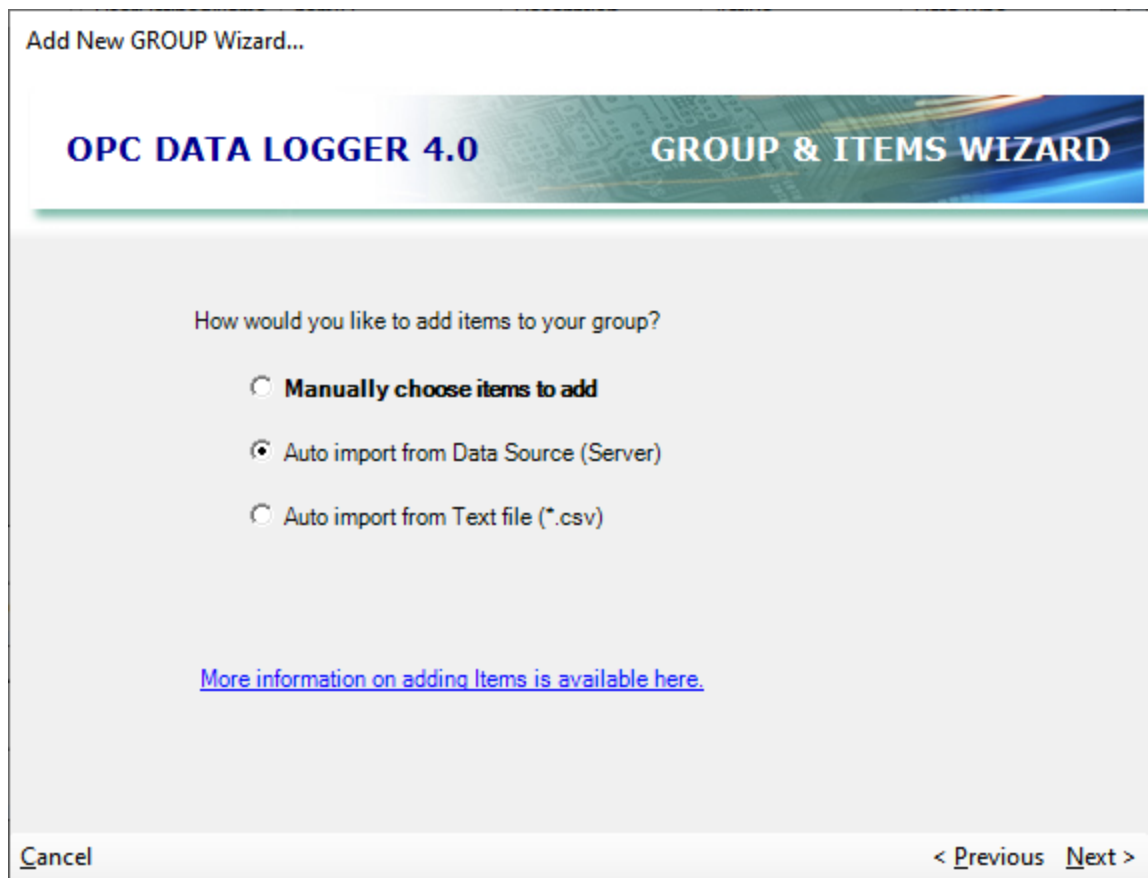 Add New GROUP Wizard...
OPC DATA LOGGER 4.0 GROUP & ITEMS WIZARD
How would you like to add items to your group?
Manually choose items to add
Auto import from Data Source (Server)
Auto import from Text file (*.csv)
More information on adding Items is available here.
Cancel < Previous Next >